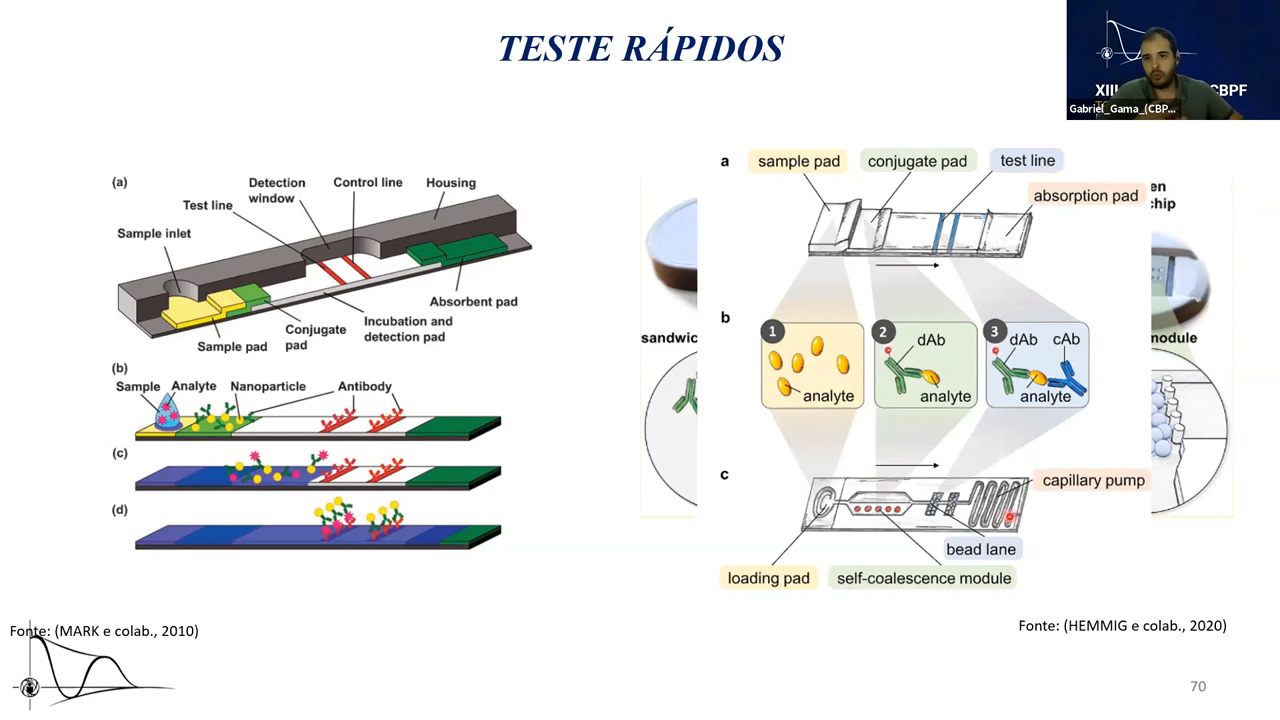 TESTE RÁPIDOS
XIII
CBPF
Gabriel_Gama_(CBP...
(a)
Detection
window
Control line
Housing
Test line
Sample inlet
Absorbent pad
Incubation and
detection pad
Conjugate
pad
Sample pad
(b)
Sample
Analyte
Nanoparticle
Antibody
(c)
(d)
Fonte: (MARK e colab., 2010)
a
sample pad
conjugate pad
test line
absorption pad
en
chip
b
1
analyte
2
dAb
analyte
3
dAb
cAb
analyte
sandwic
module
c
capillary pump
bead lane
loading pad
self-coalescence module
Fonte: (HEMMIG e colab., 2020)
70